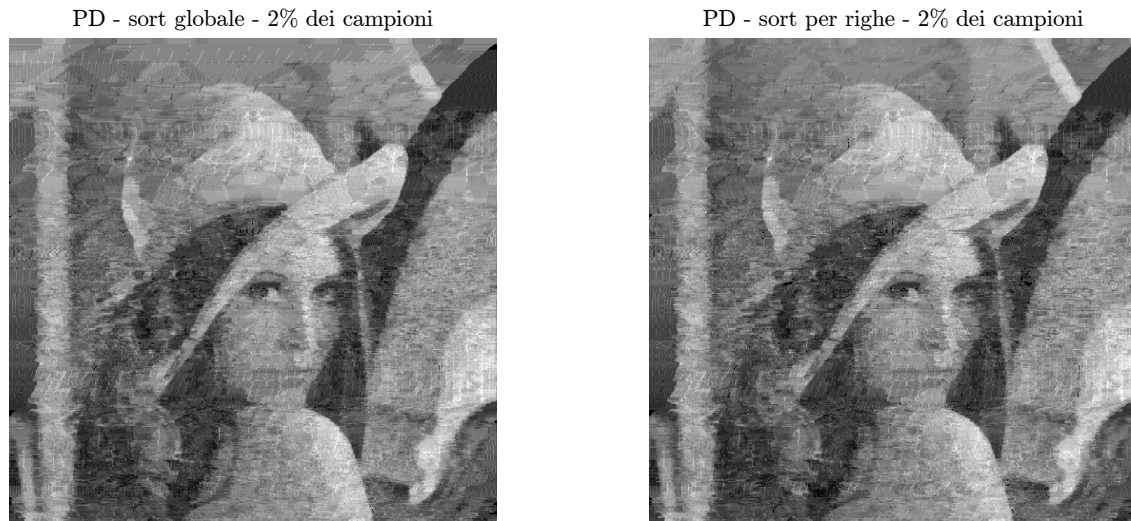 PD - sort globale - 2% dei campioni
PD - sort per righe - 2% dei campioni